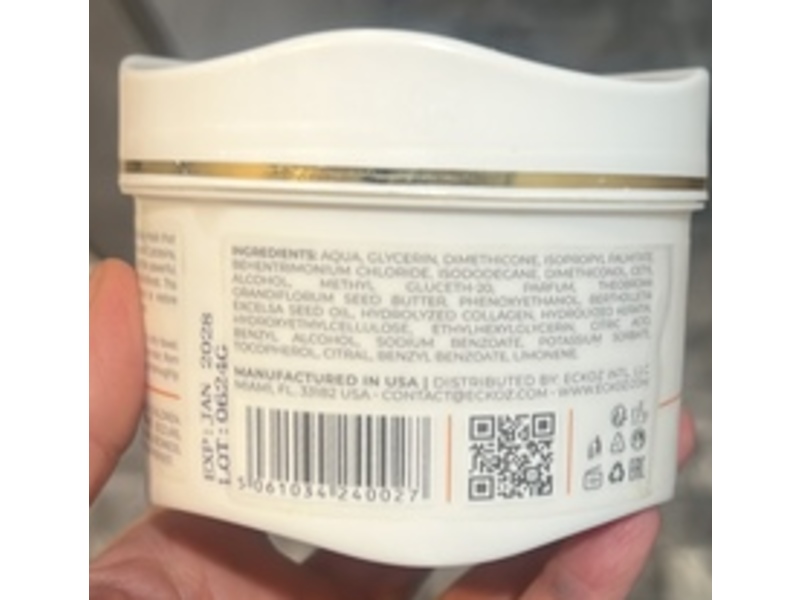 INGREDIENTS: AQUA, GLYCERIN, DIMETHICONE, ISOPROPYL PALMITATE,
BEHENTRIMONIUM CHLORIDE, ISODODECANE, DIMETHICONOL, CETYL
ALCOHOL, METHYL GLUCETH-20, PARFUM, THEOBROMA
GRANDIFLORUM SEED BUTTER, PHENOXYETHANOL, BERTHOLLETIA
EXCELSA SEED OIL, HYDROLYZED COLLAGEN, HYDROLYZED KERATIN,
HYDROXYETHYLCELLULOSE, ETHYLHEXYLGLYCERIN, CITRIC ACID,
BENZYL ALCOHOL, SODIUM BENZOATE, POTASSIUM SORBATE,
TOCOPHEROL, CITRAL, BENZYL BENZOATE, LIMONENE.
MANUFACTURED IN USA | DISTRIBUTED BY: ECKOZ INTL LLC
MIAMI, FL, 33182 USA - CONTACT@ECKOZ.COM - WWW.ECKOZ.COM
EXP: JAN 2028
LOT: 0624G
5 061034 240027